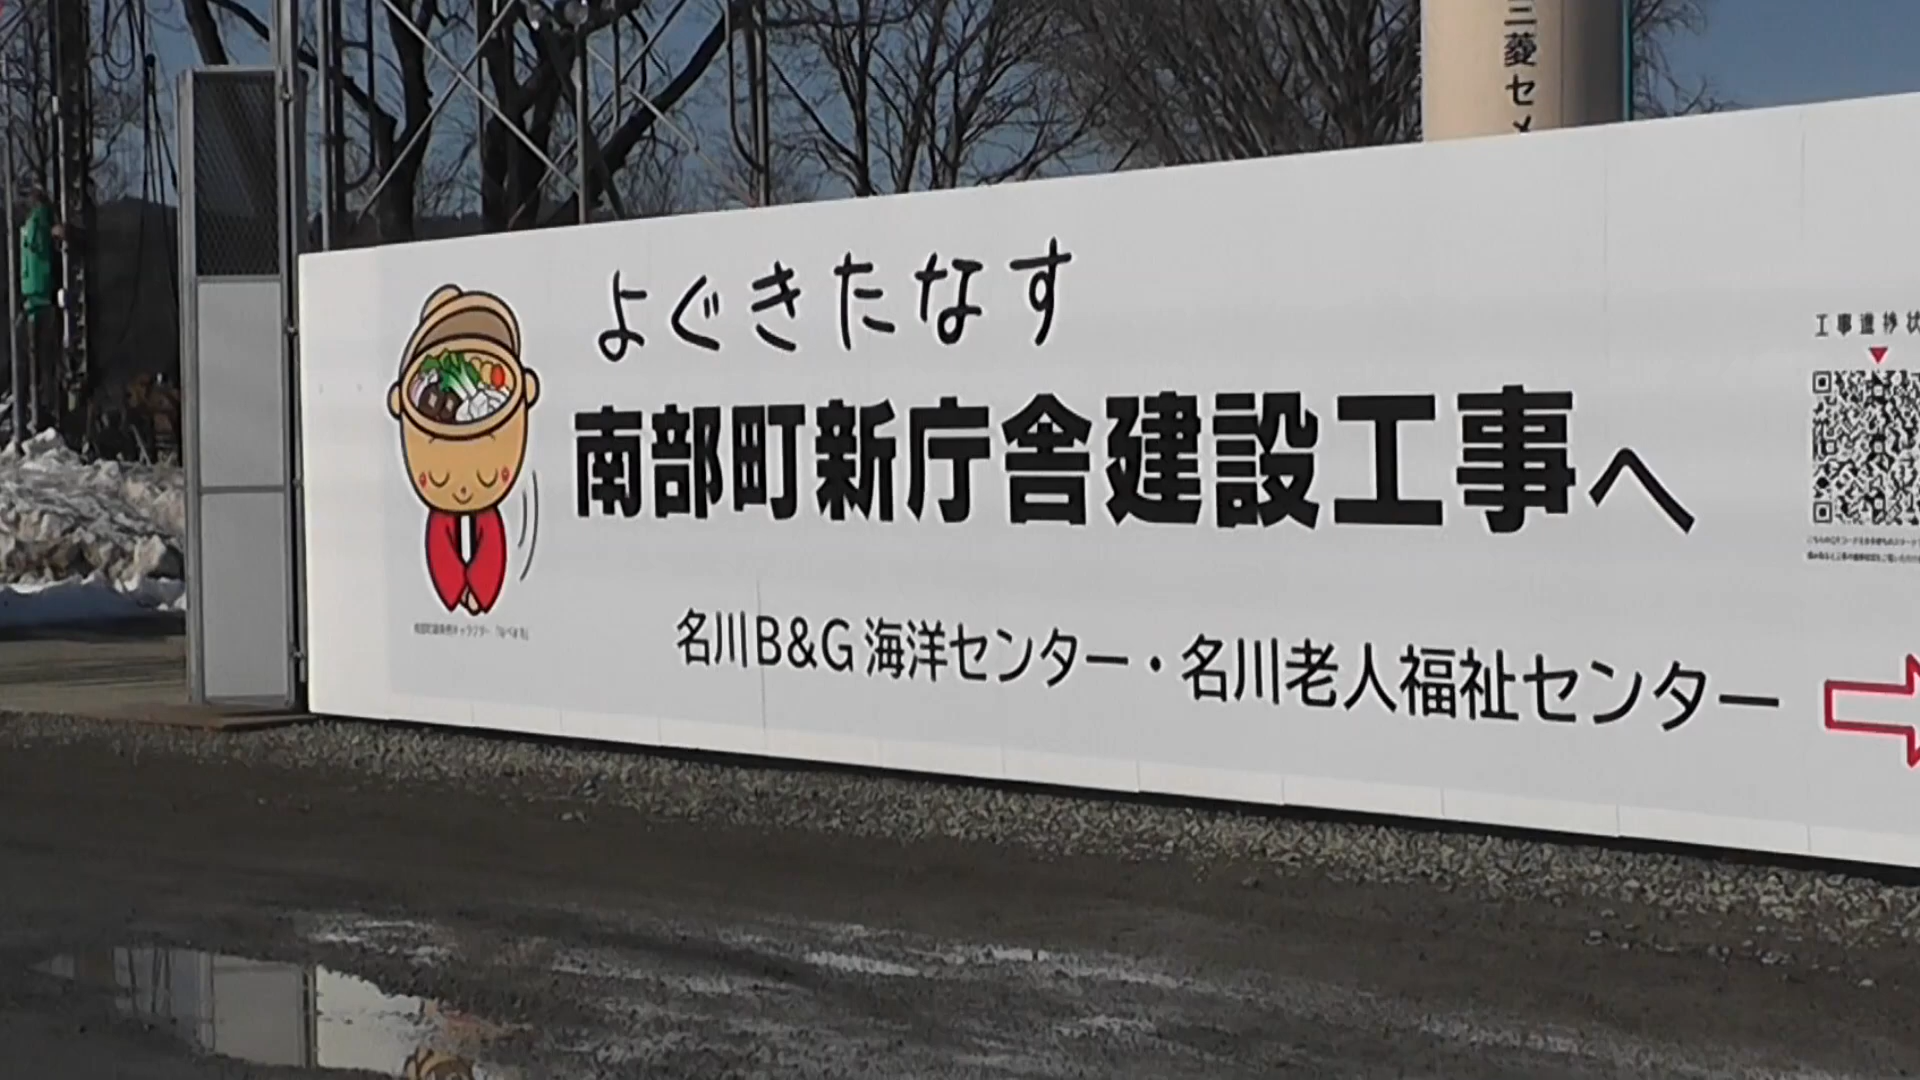 三菱セメ
よぐきたなす
南部町新庁舎建設工事へ
工事進捗状
名川B&G海洋センター・名川老人福祉センター